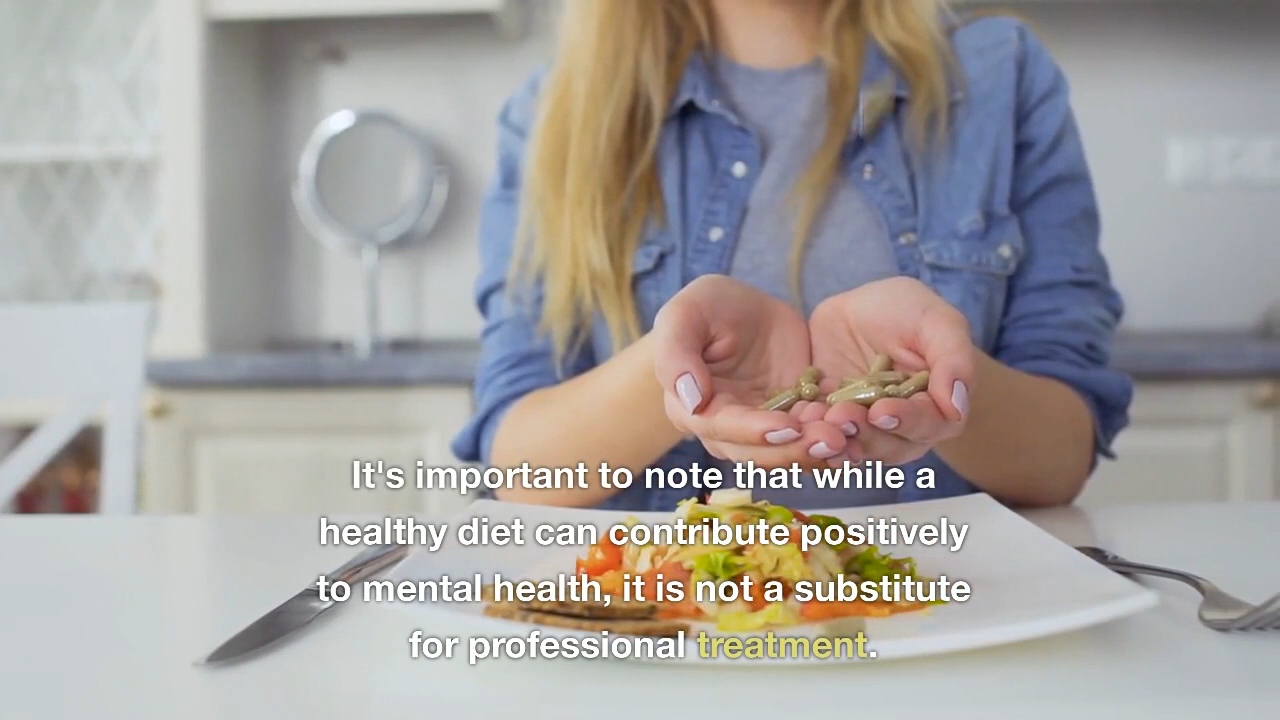 It's important to note that while a
healthy diet can contribute positively
to mental health, it is not a substitute
for professional treatment.